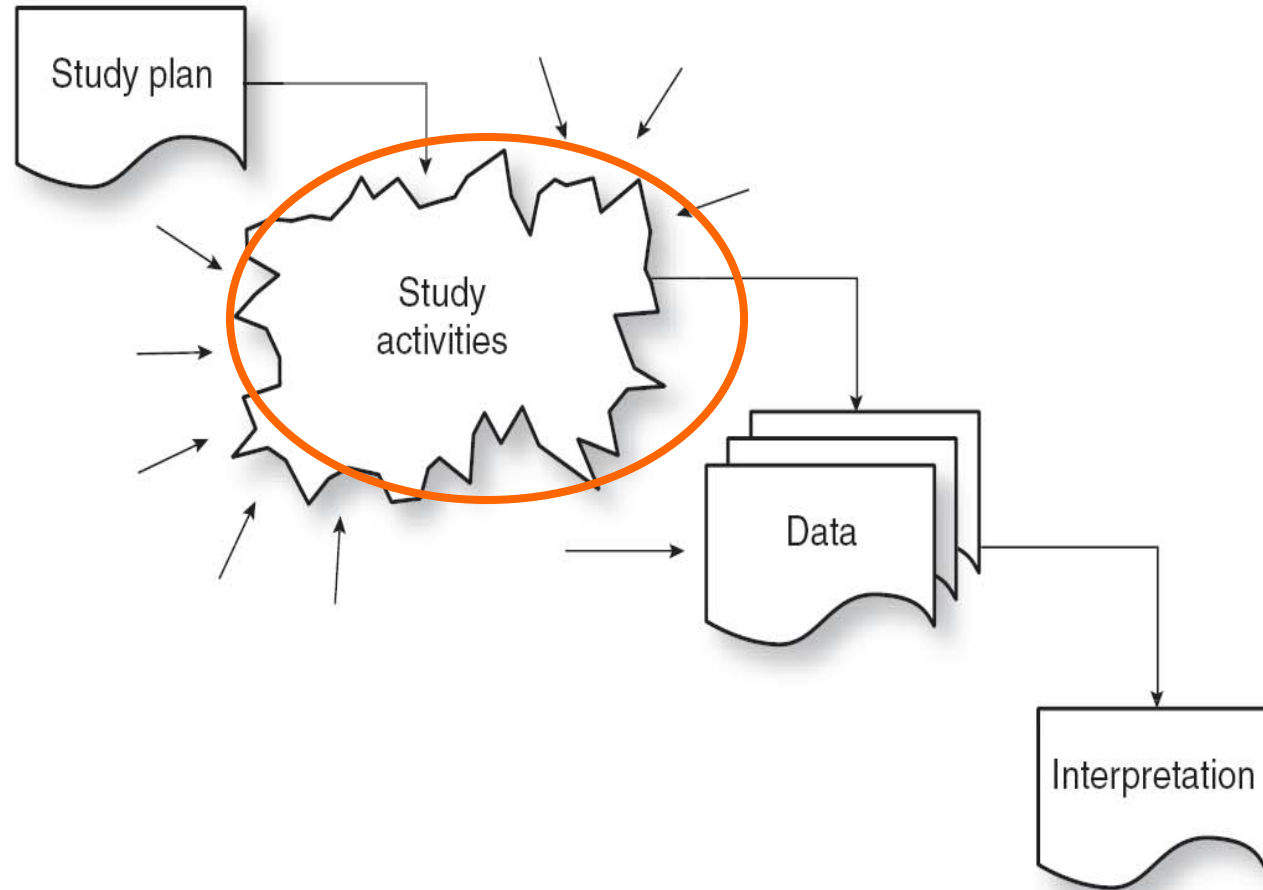 Study plan
Study
activities
Data
Interpretation